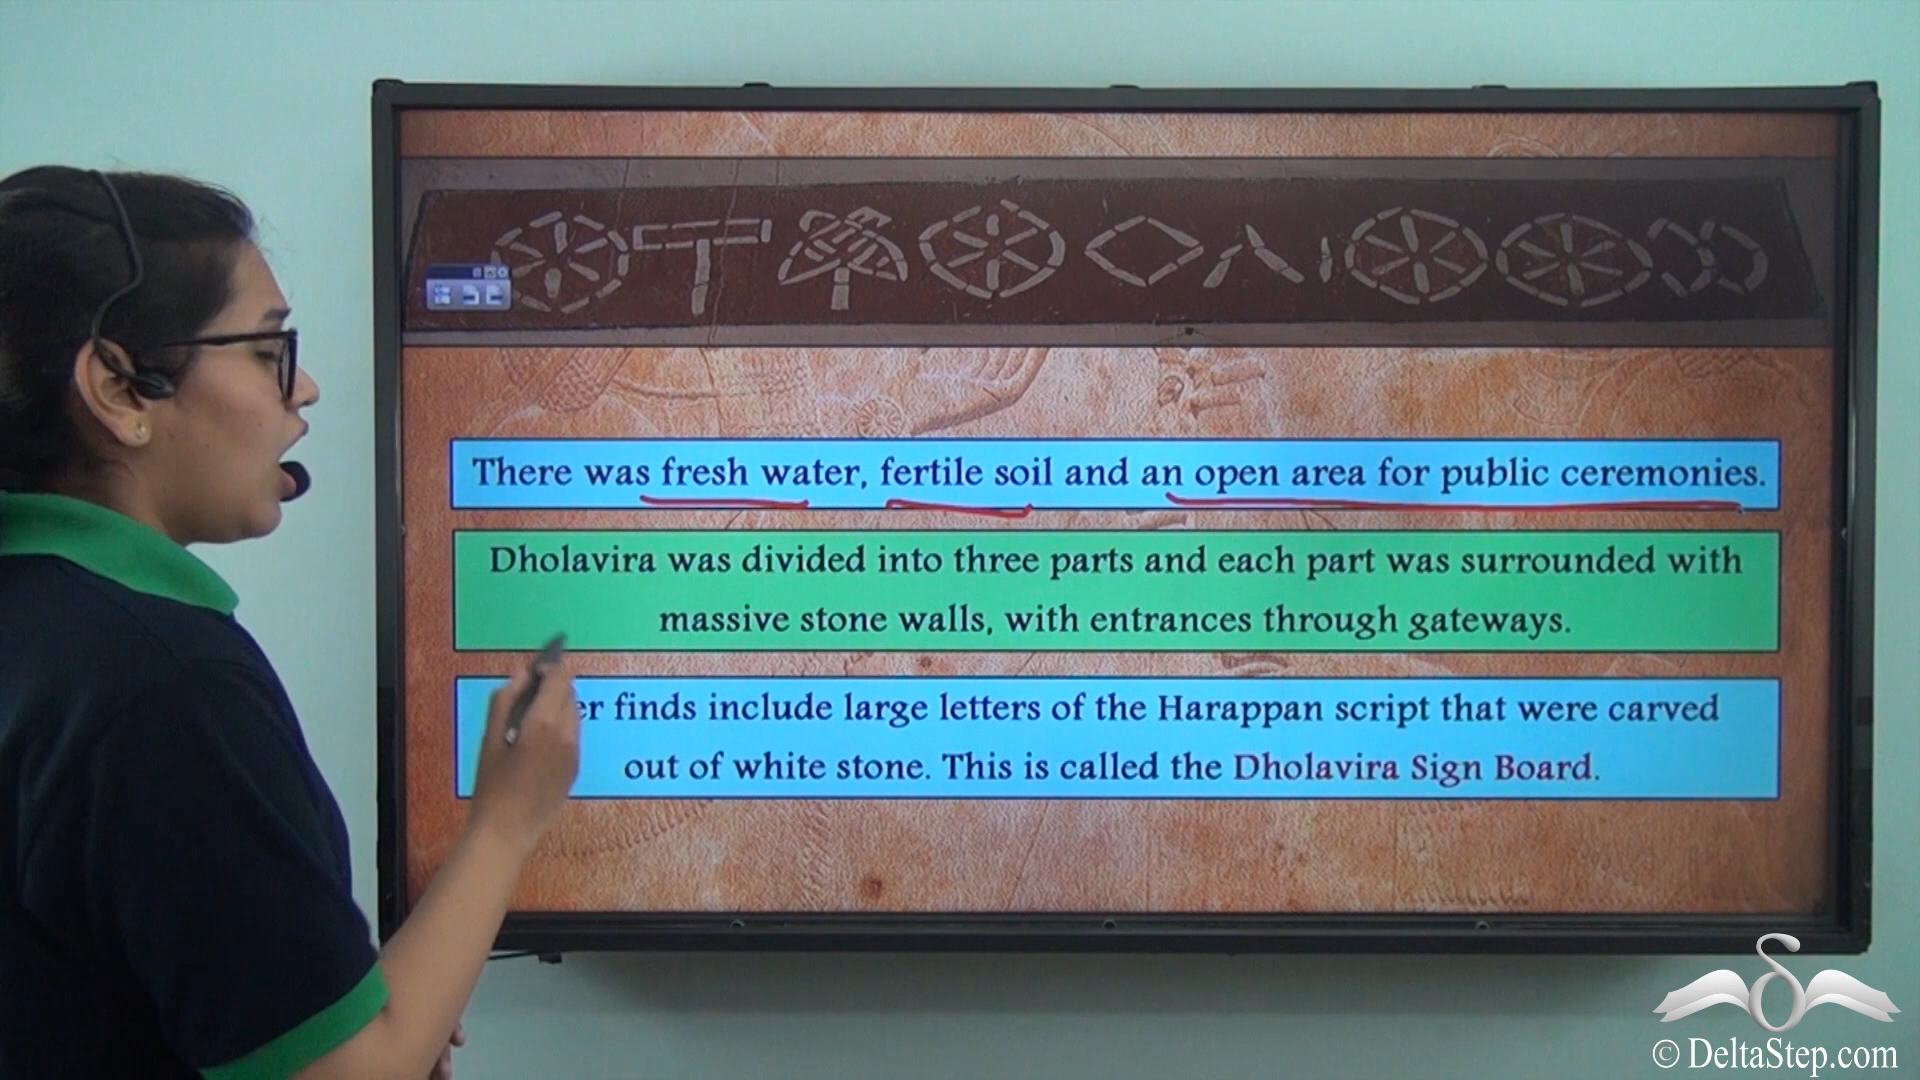 There was fresh water, fertile soil and an open area for public ceremonies.
Dholavira was divided into three parts and each part was surrounded with
massive stone walls, with entrances through gateways.
er finds include large letters of the Harappan script that were carved
out of white stone. This is called the Dholavira Sign Board.
© DeltaStep.com